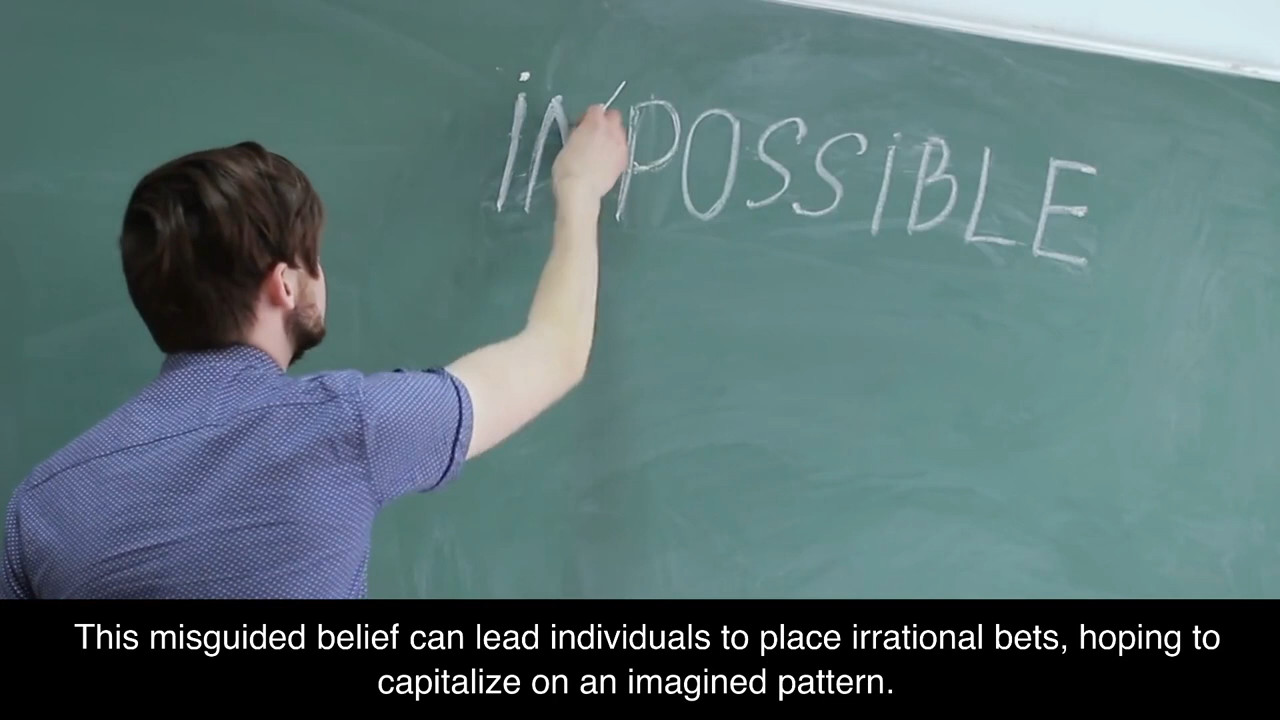 iMPOSSiBLE
This misguided belief can lead individuals to place irrational bets, hoping to
capitalize on an imagined pattern.